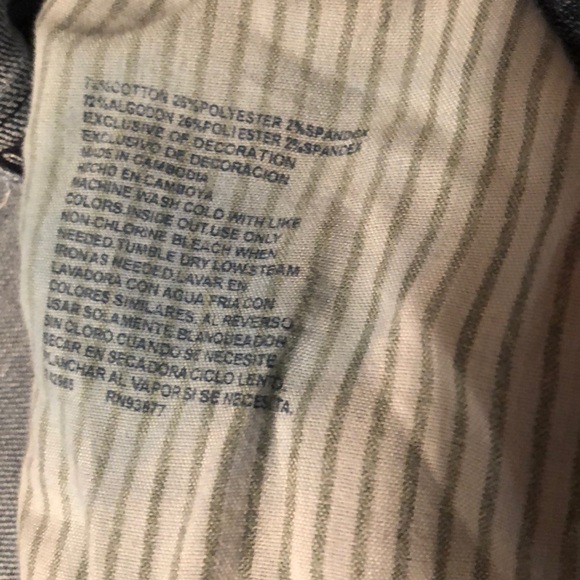 72%COTTON 26%POLYESTER 2%SPANDEX
72%ALGODON 26%POLIESTER 2%SPANDEX
EXCLUSIVE OF DECORATION
EXCLUSIVO DE DECORACION
MADE IN CAMBODIA
HECHO EN CAMBOYA
MACHINE WASH COLD WITH LIKE
COLORS.INSIDE OUT.USE ONLY
NON-CHLORINE BLEACH WHEN
NEEDED.TUMBLE DRY LOW.STEAM
IRON AS NEEDED.LAVAR EN
LAVADORA CON AGUA FRIA CON
COLORES SIMILARES, AL REVERSO.
USAR SOLAMENTE BLANQUEADOR
SIN CLORO CUANDO SE NECESITE.
SECAR EN SECADORA CICLO LENTO.
PLANCHAR AL VAPOR SI SE NECESITA.
RN93677